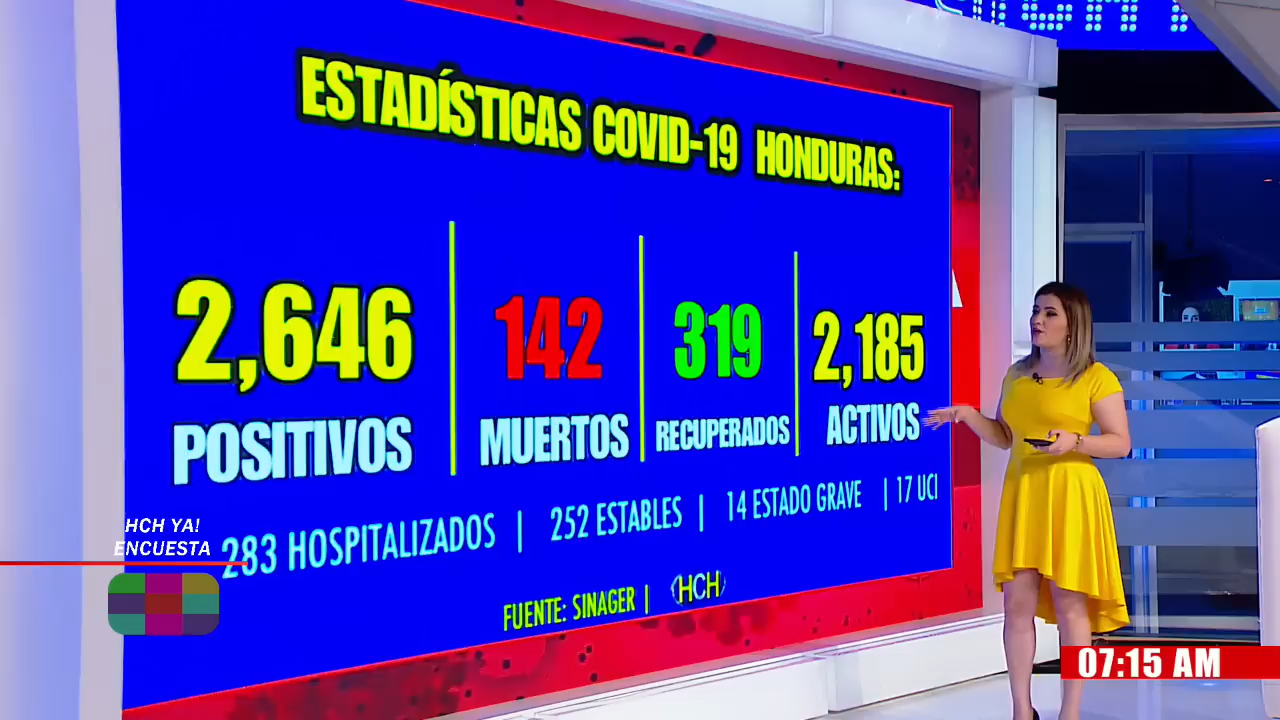 ESTADÍSTICAS COVID-19 HONDURAS:
2,646 142 319 2,185
POSITIVOS MUERTOS RECUPERADOS ACTIVOS
283 HOSPITALIZADOS | 252 ESTABLES | 14 ESTADO GRAVE | 17 UCI
FUENTE: SINAGER | HCH
HCH YA!
ENCUESTA
07:15 AM